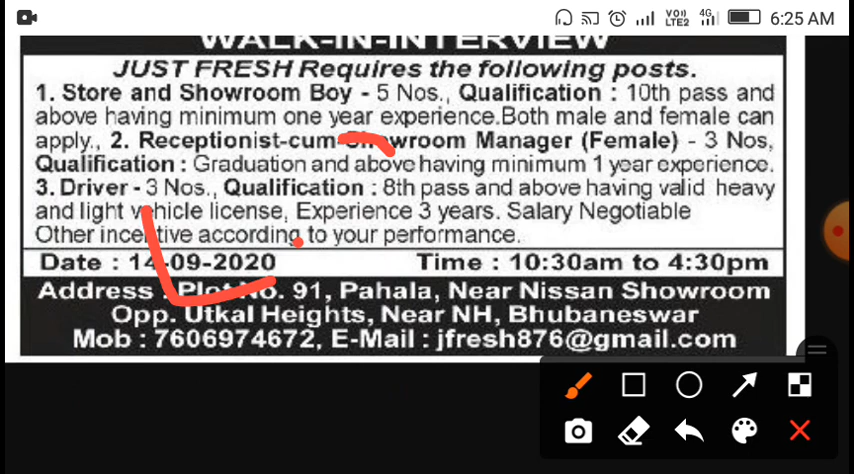 VOI) LTE2 4G 6:25 AM
WALK-IN-INTERVIEW
JUST FRESH Requires the following posts.
1. Store and Showroom Boy - 5 Nos., Qualification : 10th pass and
above having minimum one year experience.Both male and female can
apply., 2. Receptionist-cum-Showroom Manager (Female) - 3 Nos,
Qualification : Graduation and above having minimum 1 year experience.
3. Driver - 3 Nos., Qualification : 8th pass and above having valid heavy
and light vehicle license, Experience 3 years. Salary Negotiable
Other incentive according to your performance.
Date : 14-09-2020 Time : 10:30am to 4:30pm
Address : Plot No. 91, Pahala, Near Nissan Showroom
Opp. Utkal Heights, Near NH, Bhubaneswar
Mob : 7606974672, E-Mail : jfresh876@gmail.com